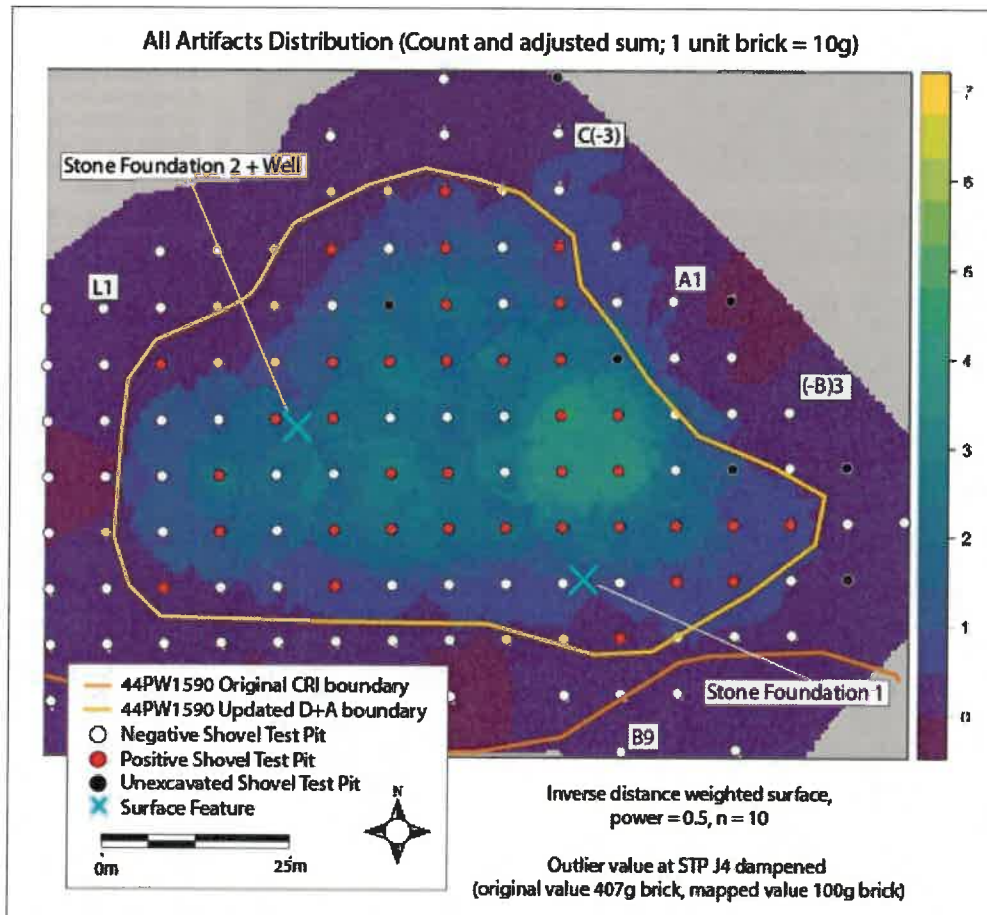 All Artifacts Distribution (Count and adjusted sum; 1 unit brick = 10g)
C(-3)
Stone Foundation 2 + Well
L1
A1
(-B)3
7
6
5
4
3
2
1
0
Stone Foundation 1
B9
44PW1590 Original CRI boundary
44PW1590 Updated D+A boundary
Negative Shovel Test Pit
Positive Shovel Test Pit
Unexcavated Shovel Test Pit
Surface Feature
N
0m 25m
Inverse distance weighted surface,
power = 0.5, n = 10
Outlier value at STP J4 dampened
(original value 407g brick, mapped value 100g brick)